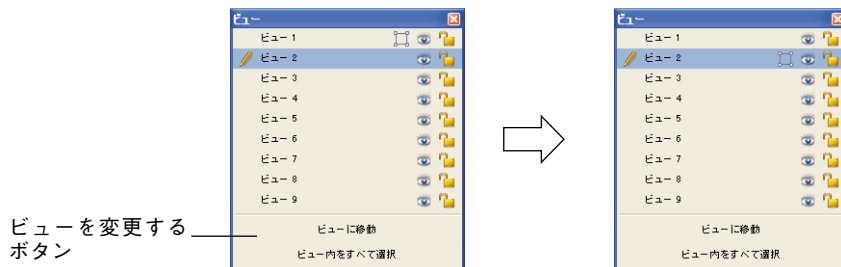 ビュー
ビュー 1
ビュー 2
ビュー 3
ビュー 4
ビュー 5
ビュー 6
ビュー 7
ビュー 8
ビュー 9
ビューに移動
ビュー内をすべて選択
ビューを変更する
ボタン
ビュー
ビュー 1
ビュー 2
ビュー 3
ビュー 4
ビュー 5
ビュー 6
ビュー 7
ビュー 8
ビュー 9
ビューに移動
ビュー内をすべて選択